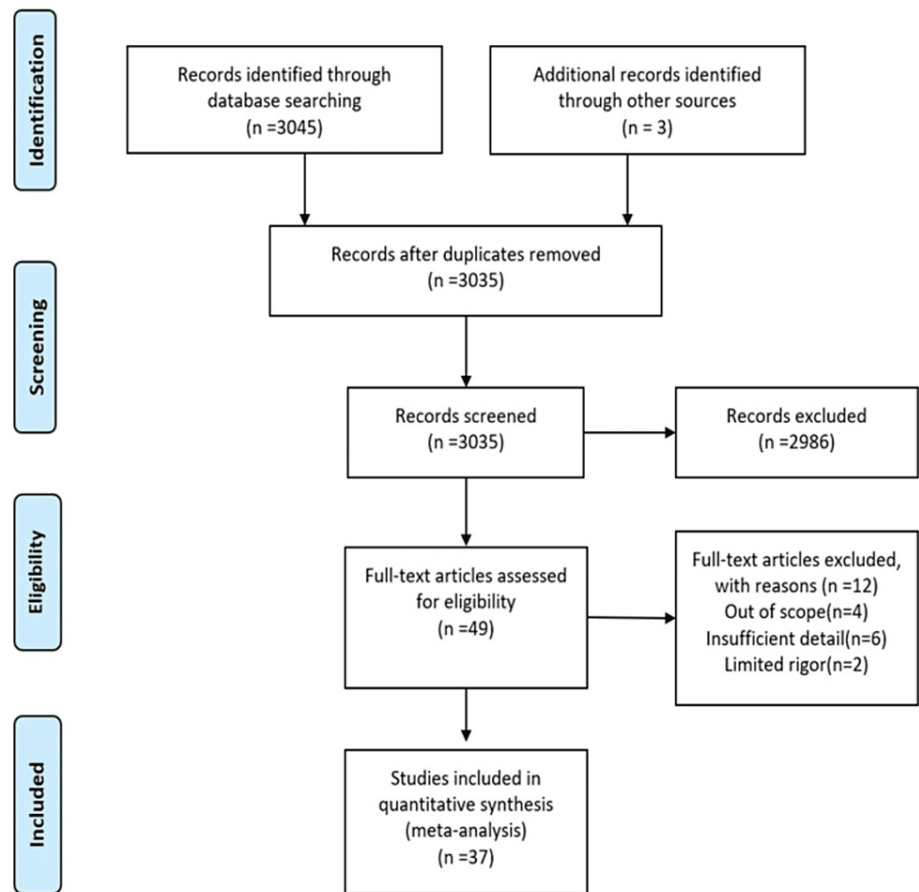 Identification
Records identified through
database searching
(n =3045)
Additional records identified
through other sources
(n = 3)
Screening
Records after duplicates removed
(n =3035)
Records screened
(n =3035)
Records excluded
(n =2986)
Eligibility
Full-text articles assessed
for eligibility
(n =49)
Full-text articles excluded,
with reasons (n =12)
Out of scope(n=4)
Insufficient detail(n=6)
Limited rigor(n=2)
Included
Studies included in
quantitative synthesis
(meta-analysis)
(n =37)